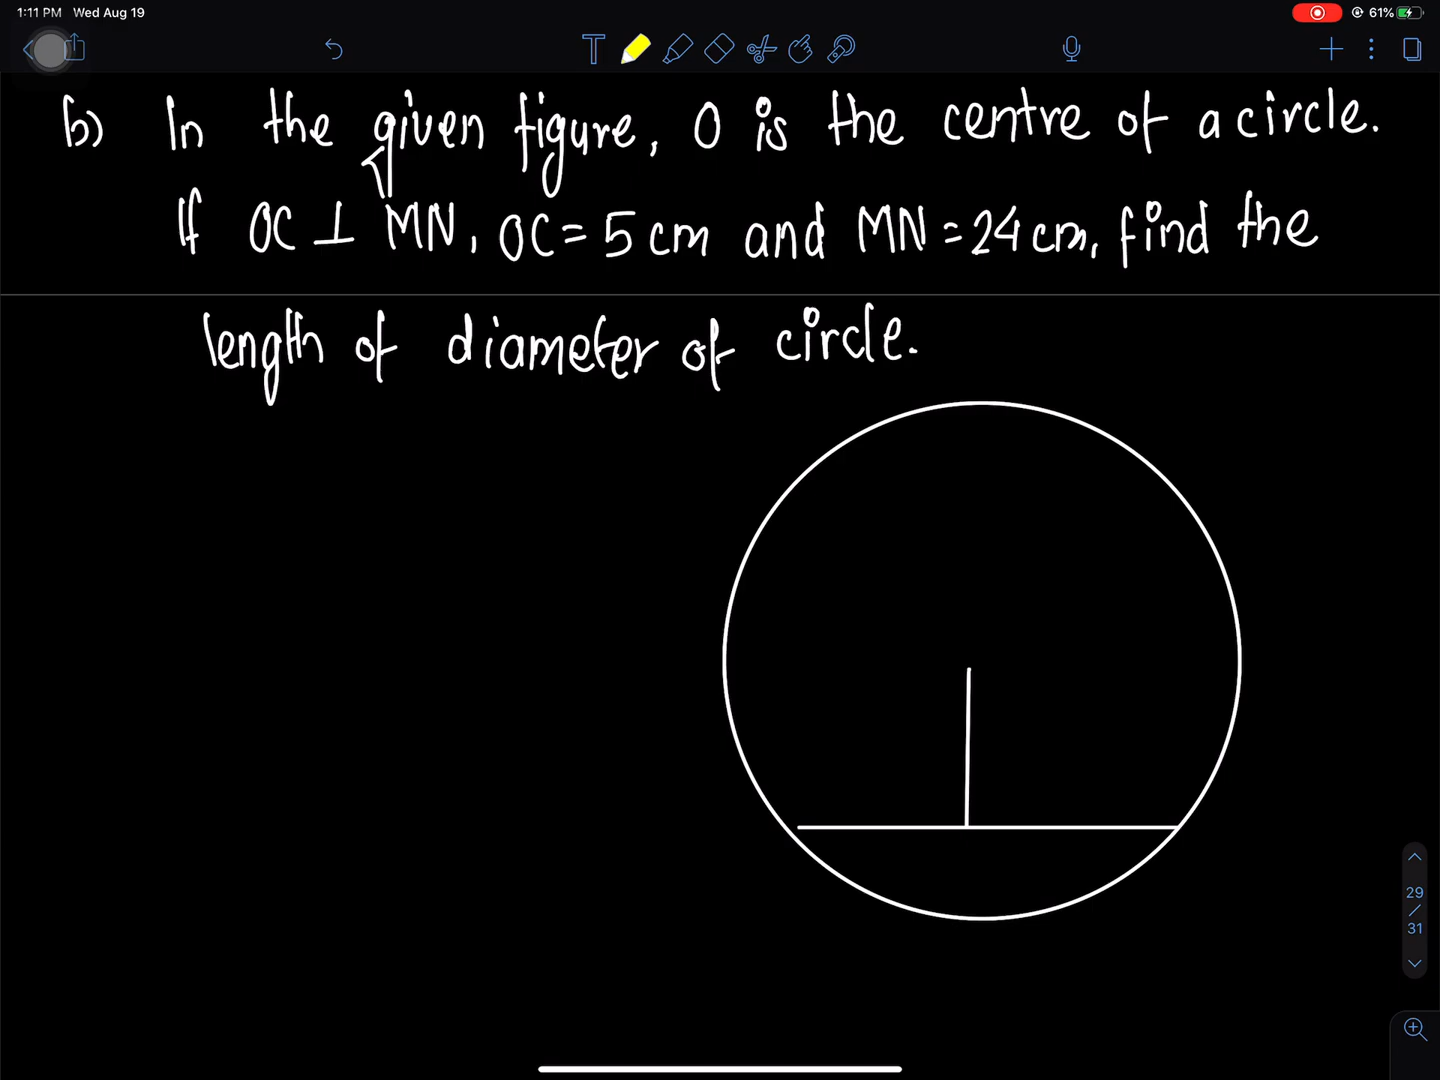 1:11 PM Wed Aug 19
61%
T
b) In the given figure, O is the centre of a circle.
If OC ⊥ MN, OC = 5 cm and MN = 24 cm, find the
length of diameter of circle.
29
/
31